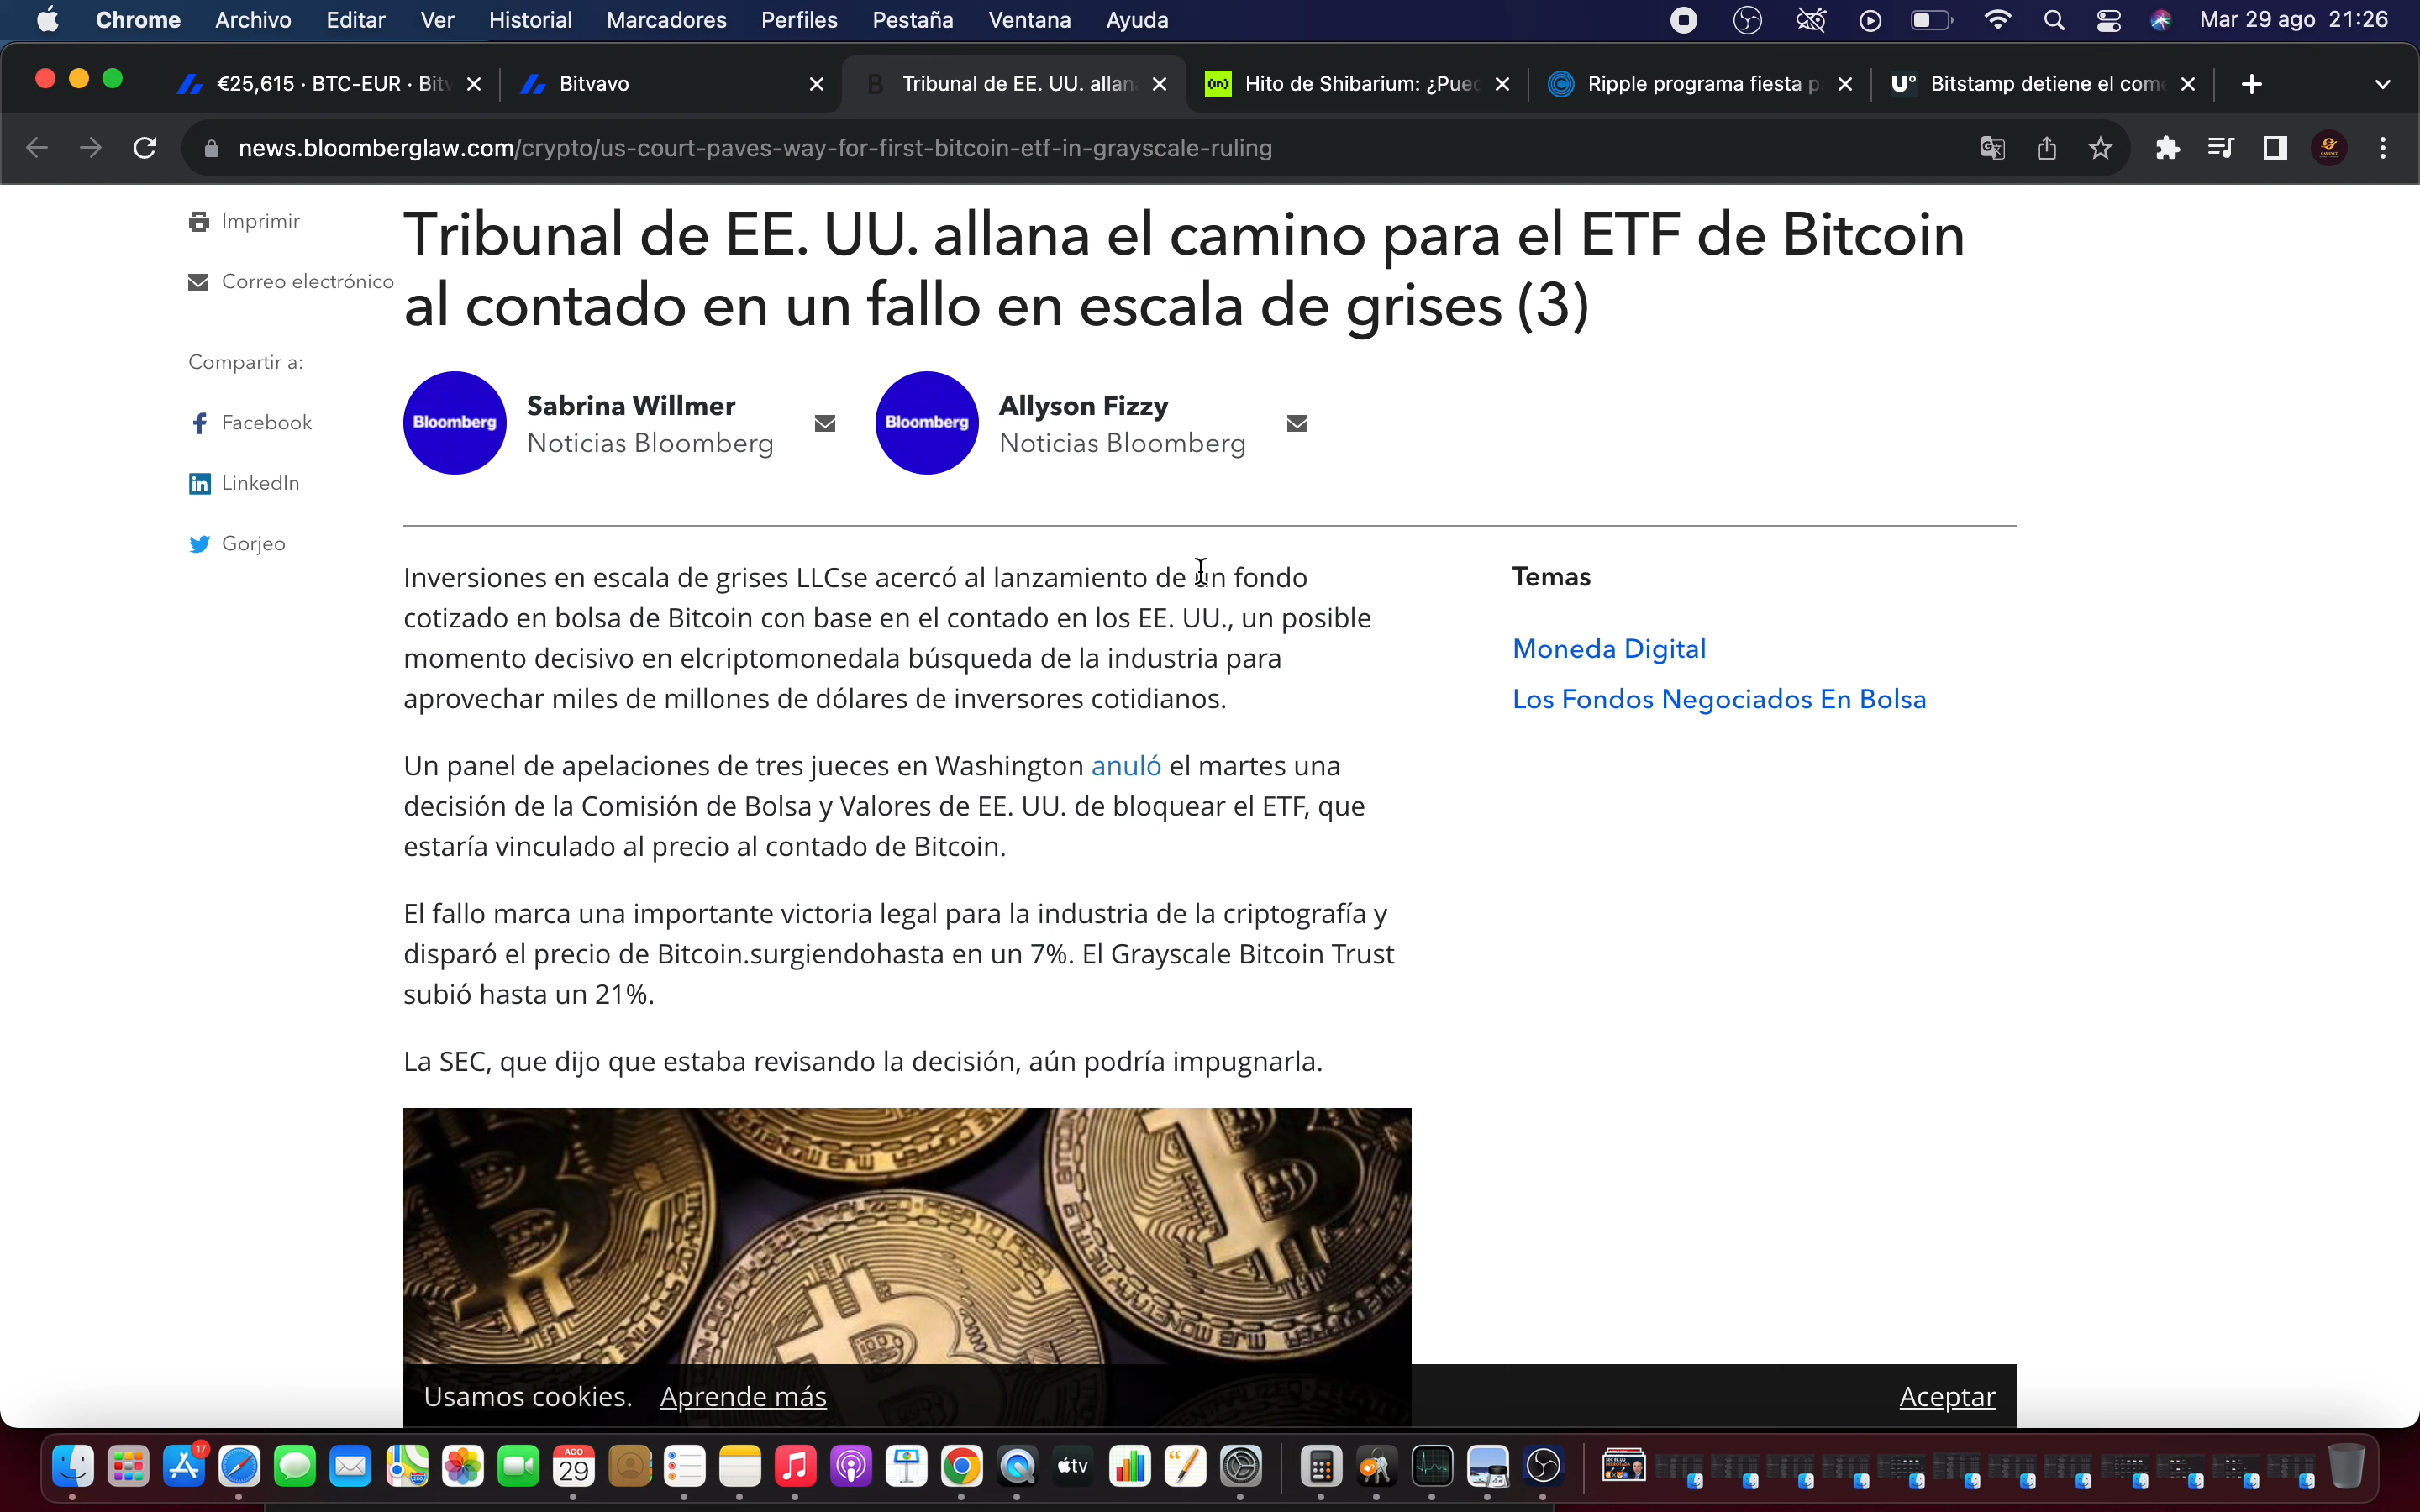 Chrome Archivo Editar Ver Historial Marcadores Perfiles Pestaña Ventana Ayuda Mar 29 ago 21:26
€25,615 · BTC-EUR · Bitv Bitvavo Tribunal de EE. UU. allan Hito de Shibarium: ¿Pued Ripple programa fiesta p Bitstamp detiene el com
news.bloomberglaw.com/crypto/us-court-paves-way-for-first-bitcoin-etf-in-grayscale-ruling
Imprimir
Correo electrónico
Compartir a:
Facebook
LinkedIn
Gorjeo
Tribunal de EE. UU. allana el camino para el ETF de Bitcoin
al contado en un fallo en escala de grises (3)
Bloomberg
Sabrina Willmer
Noticias Bloomberg
Bloomberg
Allyson Fizzy
Noticias Bloomberg
Inversiones en escala de grises LLCse acercó al lanzamiento de un fondo
cotizado en bolsa de Bitcoin con base en el contado en los EE. UU., un posible
momento decisivo en elcriptomonedala búsqueda de la industria para
aprovechar miles de millones de dólares de inversores cotidianos.
Un panel de apelaciones de tres jueces en Washington anuló el martes una
decisión de la Comisión de Bolsa y Valores de EE. UU. de bloquear el ETF, que
estaría vinculado al precio al contado de Bitcoin.
El fallo marca una importante victoria legal para la industria de la criptografía y
disparó el precio de Bitcoin.surgiendohasta en un 7%. El Grayscale Bitcoin Trust
subió hasta un 21%.
La SEC, que dijo que estaba revisando la decisión, aún podría impugnarla.
Temas
Moneda Digital
Los Fondos Negociados En Bolsa
Usamos cookies. Aprende más
Aceptar
17
AGO
29
tv